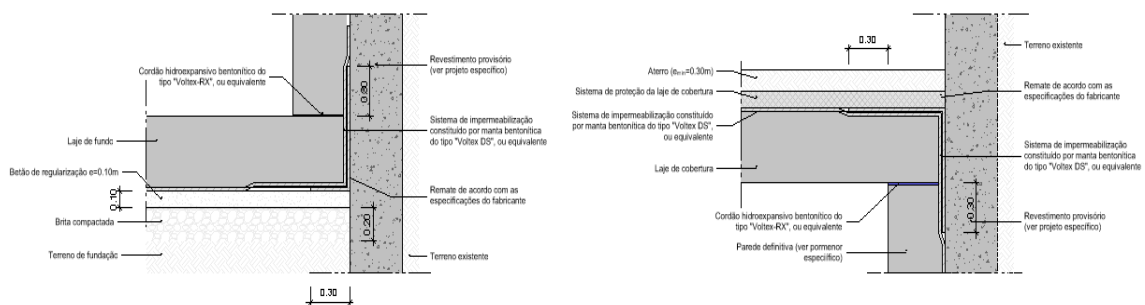 Revestimento provisório
(ver projeto específico)
Cordão hidroexpansivo bentonítico do
tipo "Voltex-RX", ou equivalente
0.30
Sistema de impermeabilização
constituído por manta bentonítica
do tipo "Voltex DS", ou equivalente
Laje de fundo
Betão de regularização e=0.10m
0.10
Remate de acordo com as
especificações do fabricante
Brita compactada
0.20
Terreno de fundação
Terreno existente
0.30
0.30
Terreno existente
Aterro (emin=0.30m)
Sistema de proteção da laje de cobertura
Remate de acordo com as
especificações do fabricante
Sistema de impermeabilização constituído
por manta bentonítica do tipo "Voltex DS",
ou equivalente
Sistema de impermeabilização
constituído por manta bentonítica
do tipo "Voltex DS", ou equivalente
Laje de cobertura
Cordão hidroexpansivo bentonítico do
tipo "Voltex-RX", ou equivalente
0.30
Revestimento provisório
(ver projeto específico)
Parede definitiva (ver pormenor
específico)